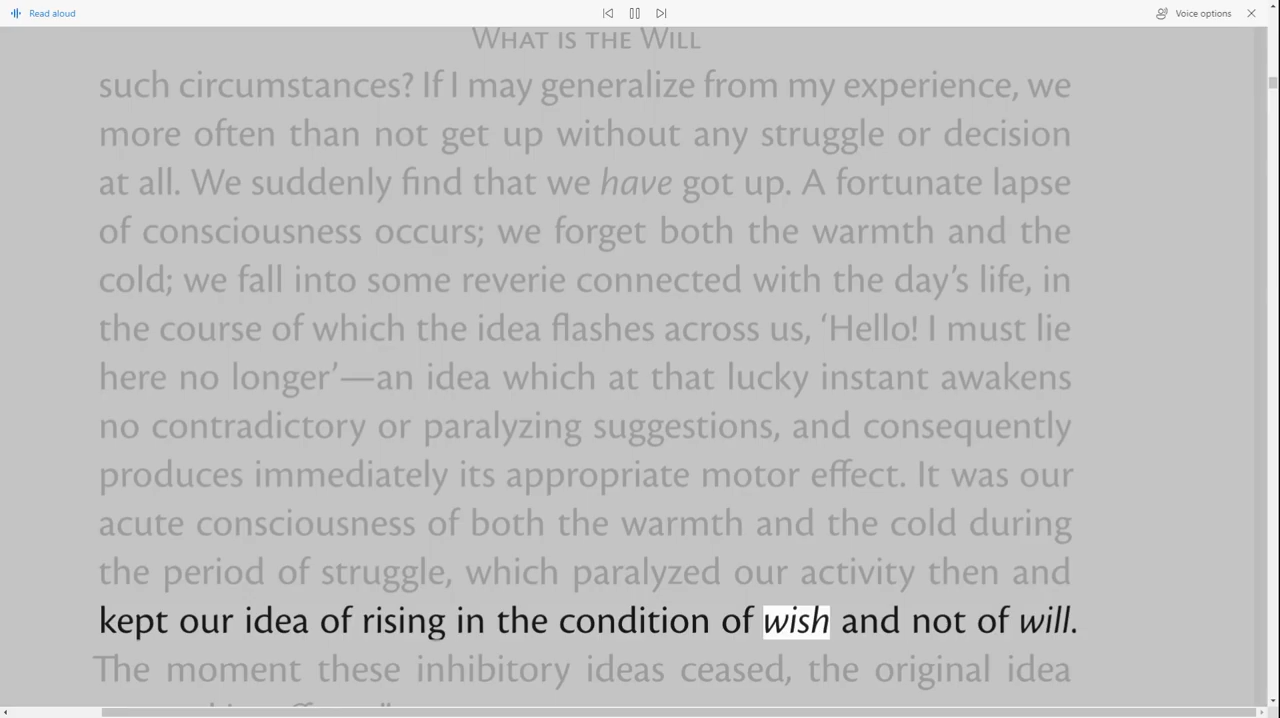 Read aloud
Voice options
What is the Will
such circumstances? If I may generalize from my experience, we
more often than not get up without any struggle or decision
at all. We suddenly find that we have got up. A fortunate lapse
of consciousness occurs; we forget both the warmth and the
cold; we fall into some reverie connected with the day’s life, in
the course of which the idea flashes across us, ‘Hello! I must lie
here no longer’—an idea which at that lucky instant awakens
no contradictory or paralyzing suggestions, and consequently
produces immediately its appropriate motor effect. It was our
acute consciousness of both the warmth and the cold during
the period of struggle, which paralyzed our activity then and
kept our idea of rising in the condition of wish and not of will.
The moment these inhibitory ideas ceased, the original idea